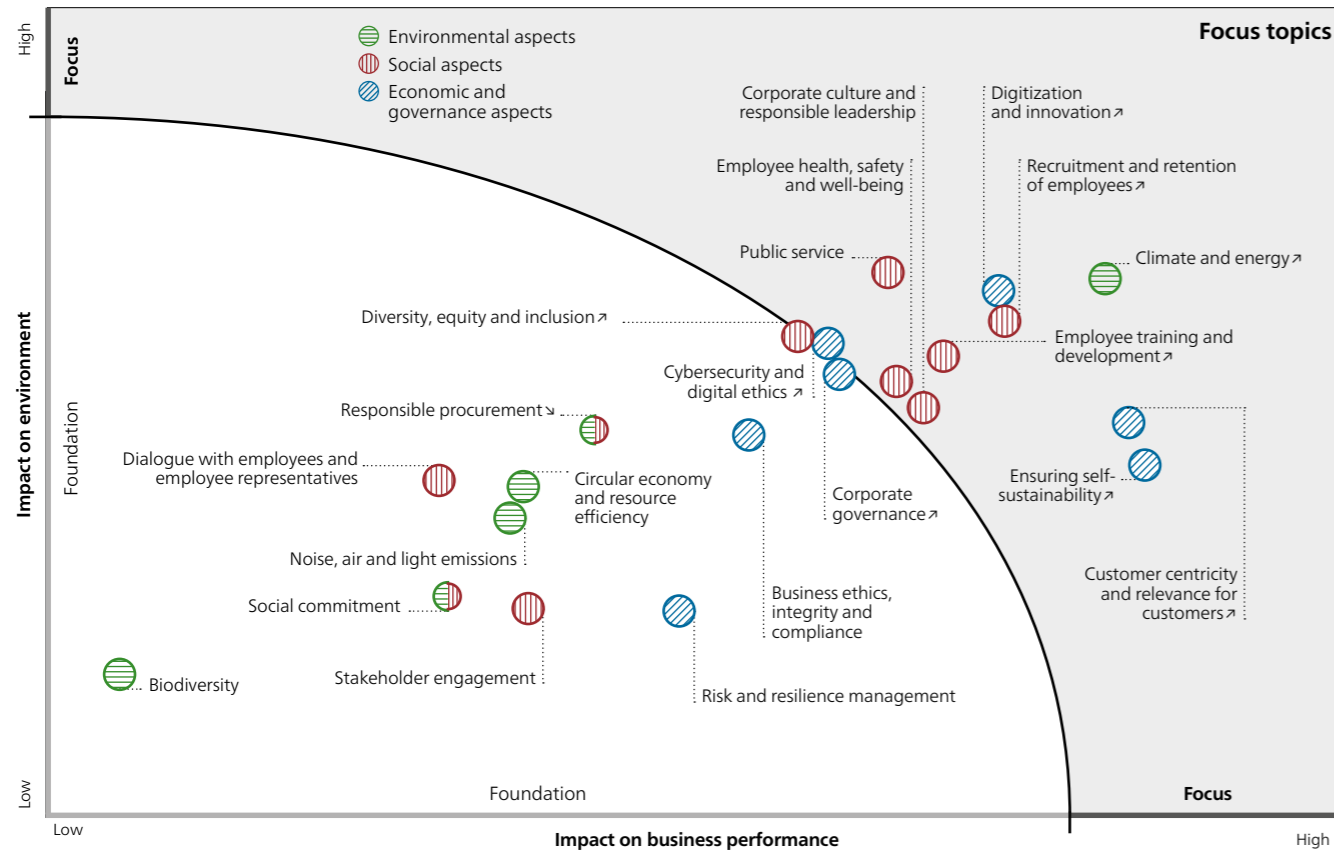 High
Focus
Focus topics
Environmental aspects
Social aspects
Economic and
governance aspects
Corporate culture and
responsible leadership
Digitization
and innovation↗
Employee health, safety
and well-being
Recruitment and retention
of employees↗
Public service
Climate and energy↗
Diversity, equity and inclusion↗
Employee training and
development↗
Cybersecurity and
digital ethics ↗
Responsible procurement↘
Impact on environment
Foundation
Dialogue with employees and
employee representatives
Circular economy
and resource
efficiency
Ensuring self-
sustainability↗
Corporate
governance↗
Noise, air and light emissions
Customer centricity
and relevance for
customers↗
Social commitment
Business ethics,
integrity and
compliance
Stakeholder engagement
Biodiversity
Risk and resilience management
Low
Foundation
Focus
Low
Impact on business performance
High